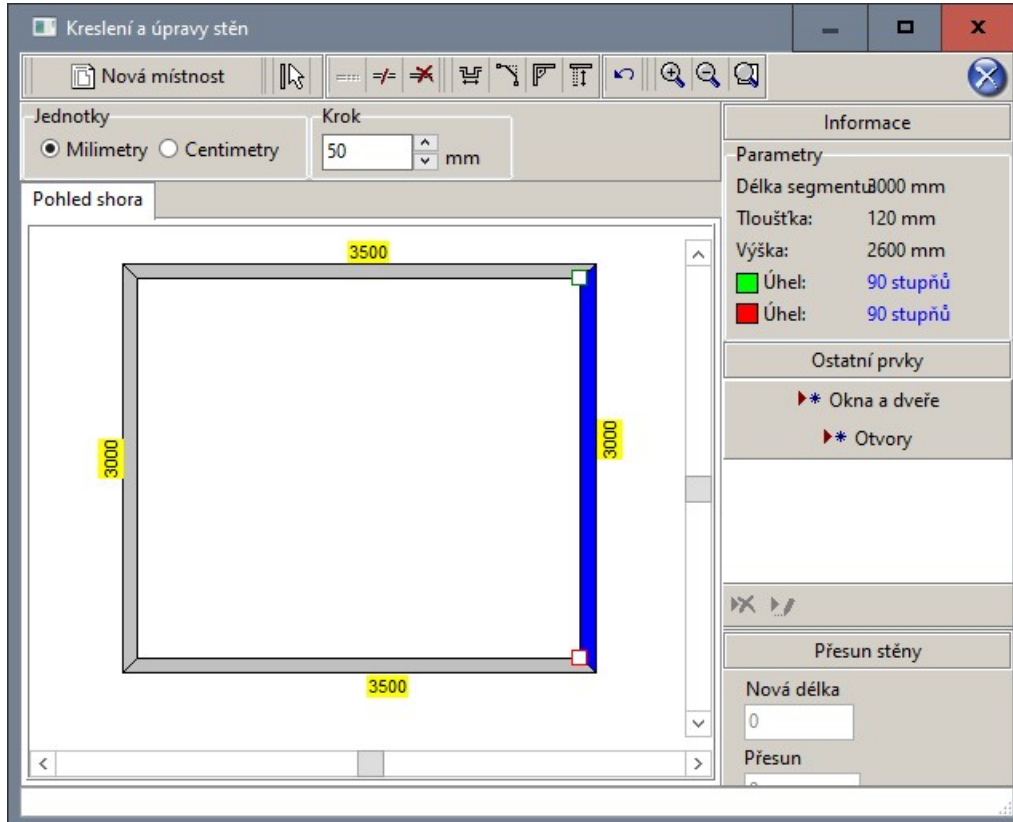 Kreslení a úpravy stěn
Nová místnost
Jednotky
Milimetry
Centimetry
Krok
50
mm
Pohled shora
3500
3000
3000
3500
Informace
Parametry
Délka segmentu
3000 mm
Tloušťka:
120 mm
Výška:
2600 mm
Úhel:
90 stupňů
Úhel:
90 stupňů
Ostatní prvky
Okna a dveře
Otvory
Přesun stěny
Nová délka
0
Přesun